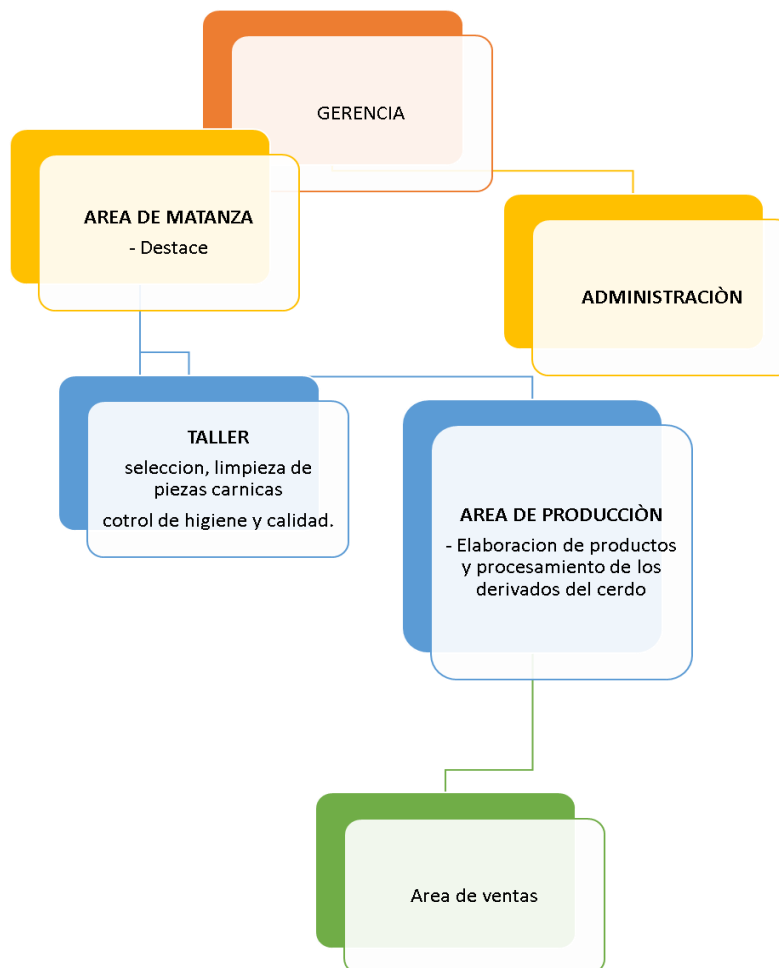 GERENCIA
AREA DE MATANZA
- Destace
ADMINISTRACIÒN
TALLER
seleccion, limpieza de
piezas carnicas
cotrol de higiene y calidad.
AREA DE PRODUCCIÒN
- Elaboracion de productos
y procesamiento de los
derivados del cerdo
Area de ventas